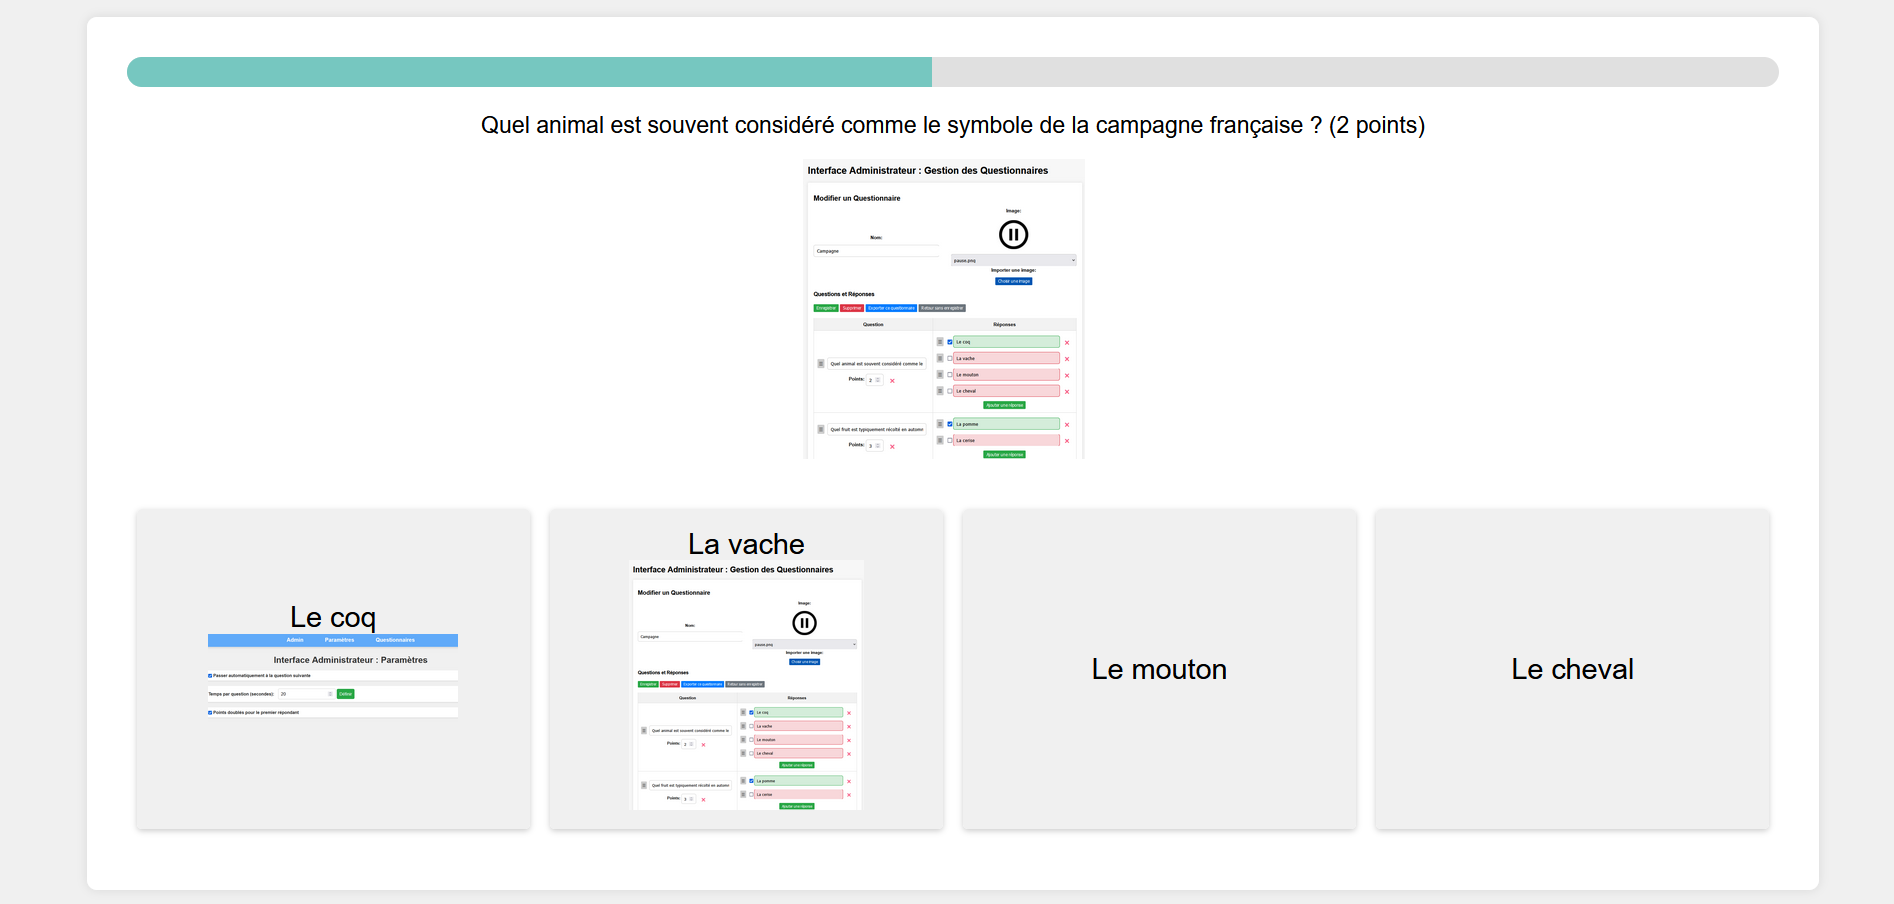 Quel animal est souvent considéré comme le symbole de la campagne française ? (2 points)
Interface Administrateur : Gestion des Questionnaires
Modifier un Questionnaire
Image:
Nom:
Campagne
pause.png
Importer une image:
Choisir une image
Questions et Réponses
Enregistrer Supprimer Exporter ce questionnaire Retour sans enregistrer
Question Réponses
Le coq
La vache
Quel animal est souvent considéré comme le
Le mouton
Points: 2
Le cheval
Ajouter une réponse
La pomme
Quel fruit est typiquement récolté en automn
La cerise
Points: 3
Ajouter une réponse
Le coq
Admin Paramètres Questionnaires
Interface Administrateur : Paramètres
Passer automatiquement à la question suivante
Temps par question (secondes): 20 Définir
Points doublés pour le premier répondant
La vache
Interface Administrateur : Gestion des Questionnaires
Modifier un Questionnaire
Image:
Nom:
Campagne
pause.png
Importer une image:
Choisir une image
Questions et Réponses
Enregistrer Supprimer Exporter ce questionnaire Retour sans enregistrer
Question Réponses
Le coq
La vache
Quel animal est souvent considéré comme le
Le mouton
Points: 2
Le cheval
Ajouter une réponse
La pomme
Quel fruit est typiquement récolté en automn
La cerise
Points: 3
Ajouter une réponse
Le mouton
Le cheval